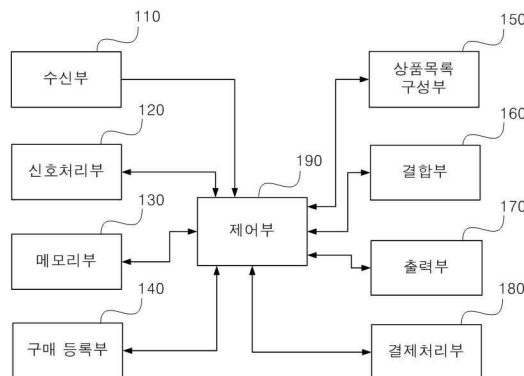 110
수신부
120
신호처리부
130
메모리부
140
구매 등록부
190
제어부
150
상품목록
구성부
160
결합부
170
출력부
180
결제처리부